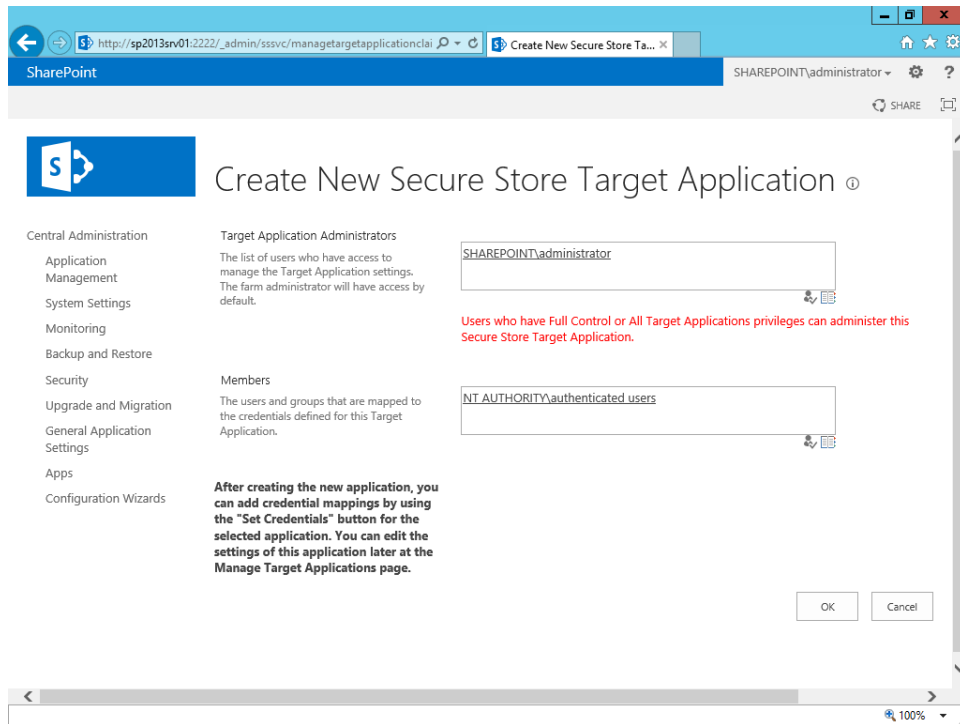 http://sp2013srv01:2222/_admin/sssvc/managetargetapplicationclai
Create New Secure Store Ta...
SharePoint
SHAREPOINT\administrator
?
SHARE
S
Create New Secure Store Target Application
Central Administration
Application
Management
System Settings
Monitoring
Backup and Restore
Security
Upgrade and Migration
General Application
Settings
Apps
Configuration Wizards
Target Application Administrators
The list of users who have access to
manage the Target Application settings.
The farm administrator will have access by
default.
SHAREPOINT\administrator
Users who have Full Control or All Target Applications privileges can administer this
Secure Store Target Application.
Members
The users and groups that are mapped to
the credentials defined for this Target
Application.
NT AUTHORITY\authenticated users
After creating the new application, you
can add credential mappings by using
the "Set Credentials" button for the
selected application. You can edit the
settings of this application later at the
Manage Target Applications page.
OK
Cancel
100%